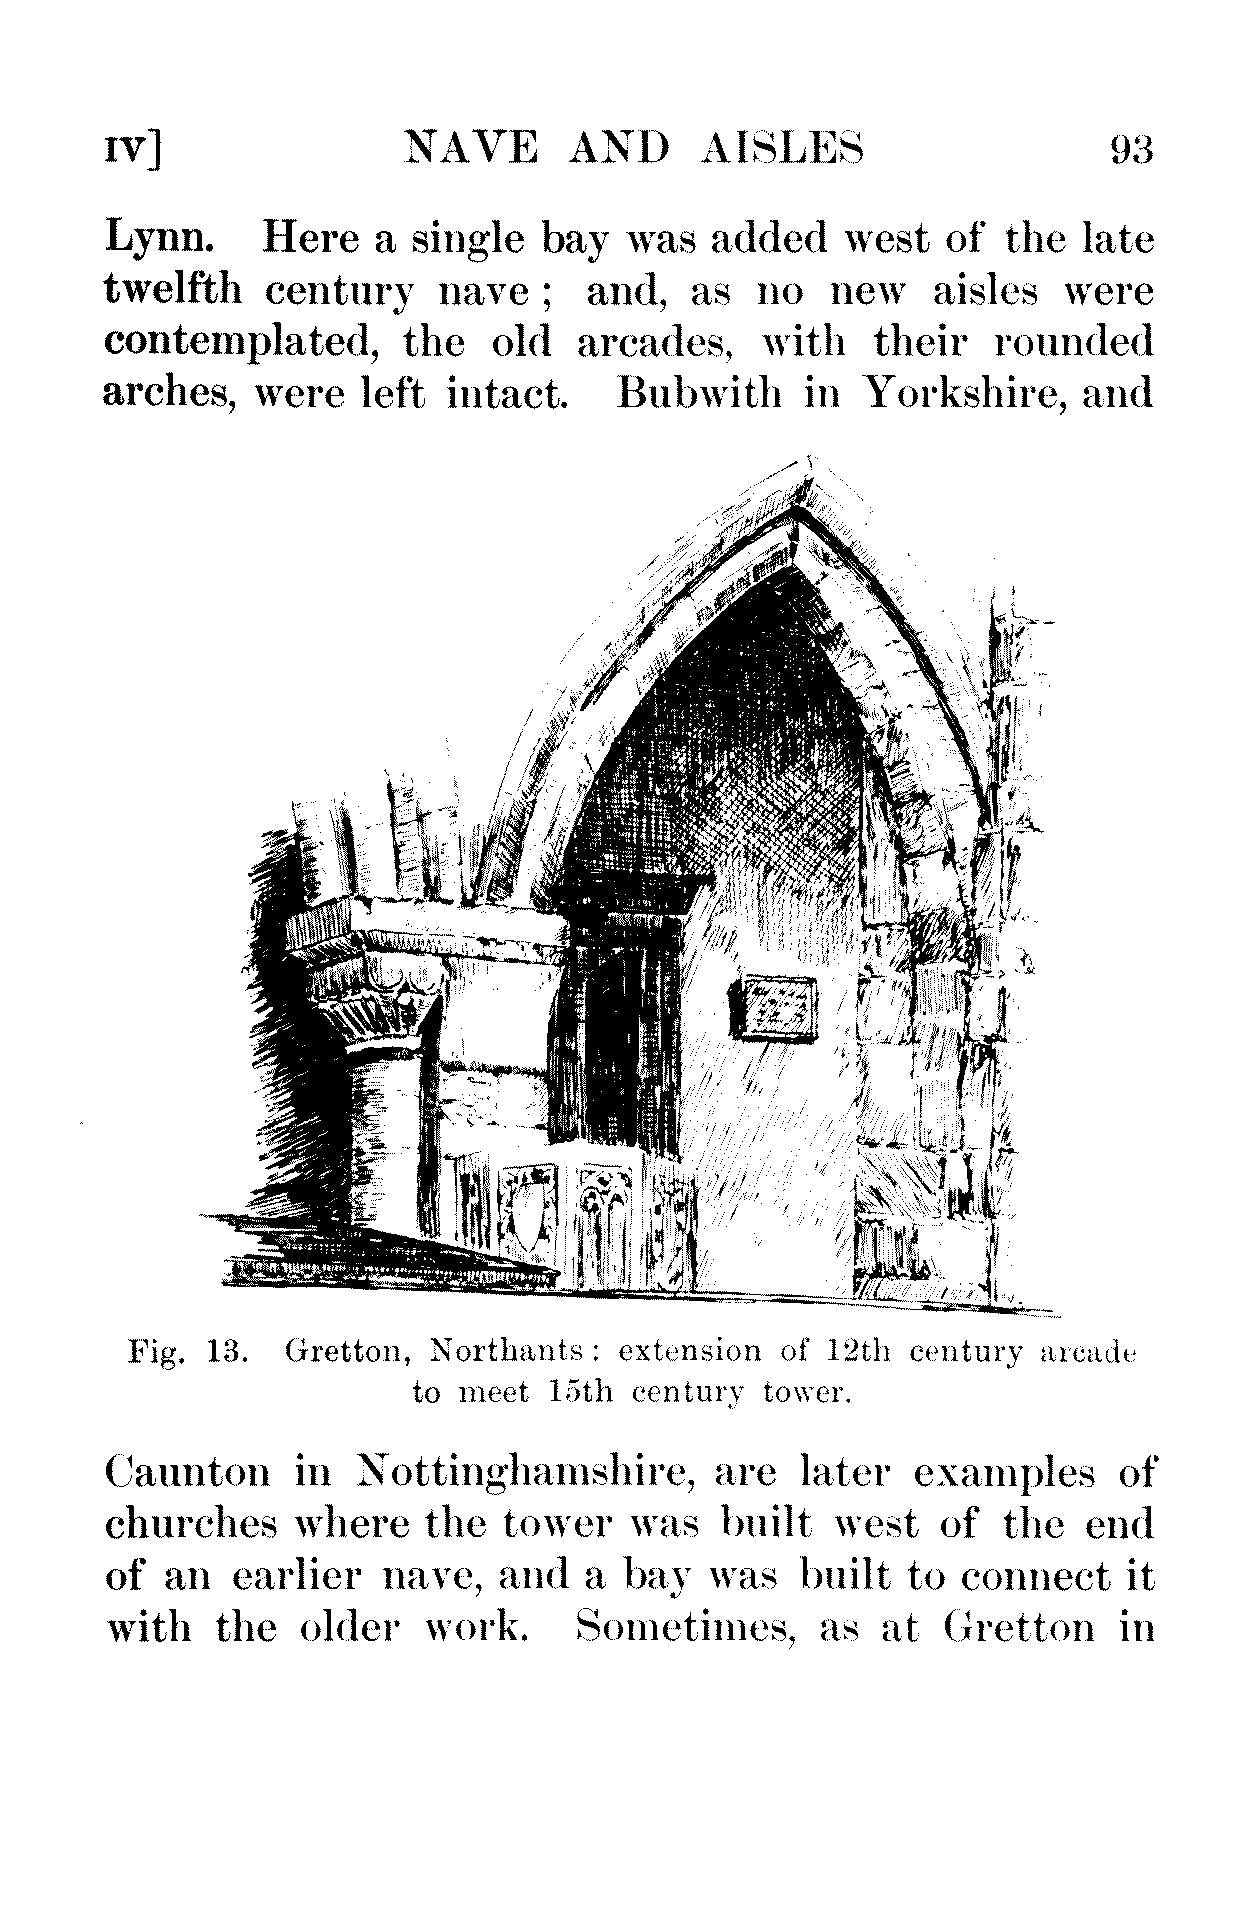 IV] NAVE AND AISLES 93
Lynn. Here a single bay was added west of the late
twelfth century nave ; and, as no new aisles were
contemplated, the old arcades, with their rounded
arches, were left intact. Bubwith in Yorkshire, and
Fig. 13. Gretton, Northants : extension of 12th century arcade
to meet 15th century tower.
Caunton in Nottinghamshire, are later examples of
churches where the tower was built west of the end
of an earlier nave, and a bay was built to connect it
with the older work. Sometimes, as at Gretton in